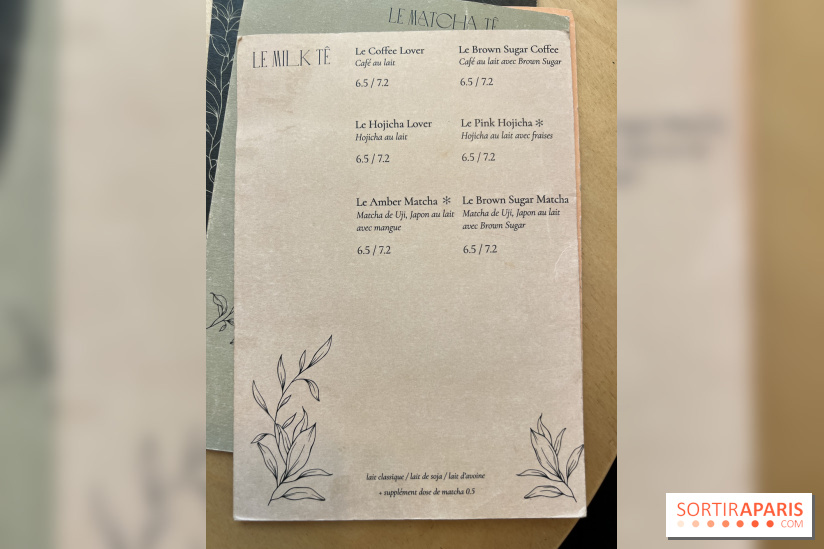 LE MATCHA TÊ
LE MILK TÊ
Le Coffee Lover
Café au lait
6.5 / 7.2
Le Brown Sugar Coffee
Café au lait avec Brown Sugar
6.5 / 7.2
Le Hojicha Lover
Hojicha au lait
6.5 / 7.2
Le Pink Hojicha *
Hojicha au lait avec fraises
6.5 / 7.2
Le Amber Matcha *
Matcha de Uji, Japon au lait
avec mangue
6.5 / 7.2
Le Brown Sugar Matcha
Matcha de Uji, Japon au lait
avec Brown Sugar
6.5 / 7.2
lait classique / lait de soja / lait d'avoine
+ supplément dose de matcha 0.5
SORTIRAPARIS
.COM